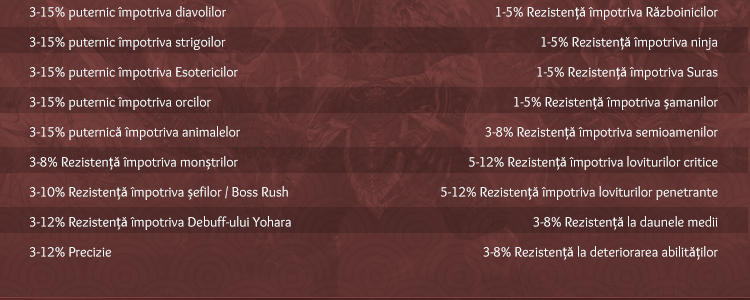 3-15% puternic împotriva diavolilor
1-5% Rezistență împotriva Războinicilor
3-15% puternic împotriva strigoilor
1-5% Rezistență împotriva ninja
3-15% puternic împotriva Esotericilor
1-5% Rezistență împotriva Suras
3-15% puternic împotriva orcilor
1-5% Rezistență împotriva șamanilor
3-15% puternică împotriva animalelor
3-8% Rezistență împotriva semioamenilor
3-8% Rezistență împotriva monștrilor
5-12% Rezistență împotriva loviturilor critice
3-10% Rezistență împotriva șefilor / Boss Rush
5-12% Rezistență împotriva loviturilor penetrante
3-12% Rezistență împotriva Debuff-ului Yohara
3-8% Rezistență la daunele medii
3-12% Precizie
3-8% Rezistență la deteriorarea abilităților